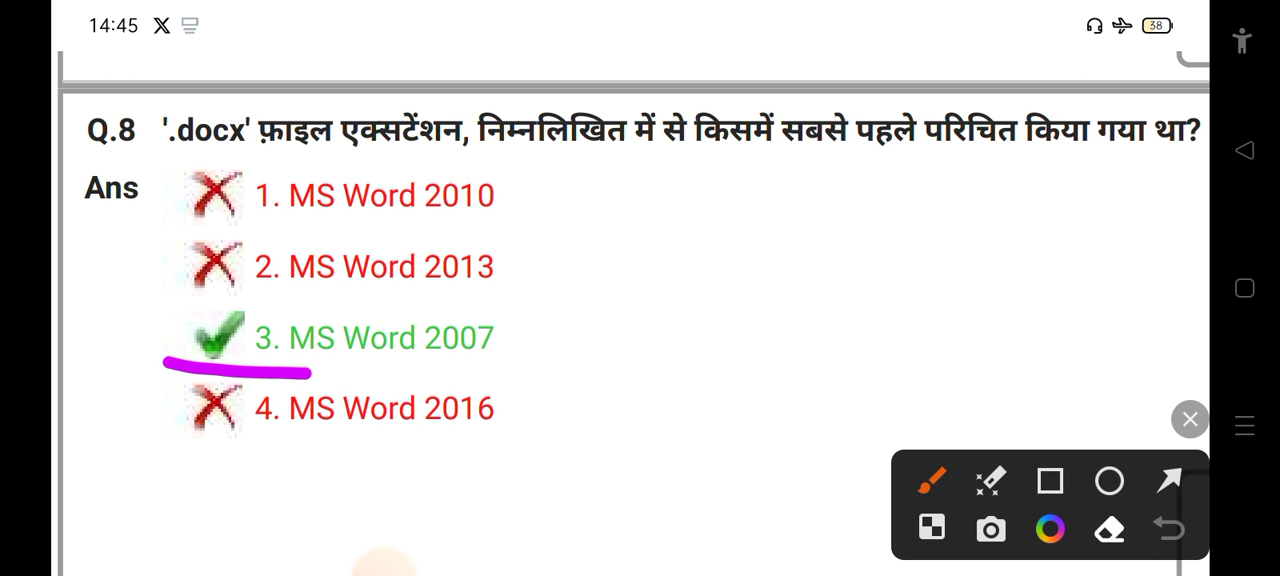 14:45
38
Q.8 '.docx' फ़ाइल एक्सटेंशन, निम्नलिखित में से किसमें सबसे पहले परिचित किया गया था?
Ans 1. MS Word 2010
2. MS Word 2013
3. MS Word 2007
4. MS Word 2016